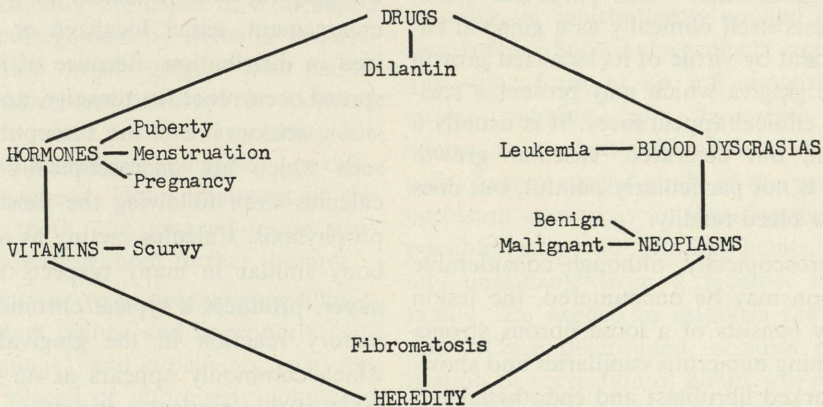 DRUGS
Dilantin
Puberty
HORMONES Menstruation
Pregnancy
Leukemia BLOOD DYSCRASIAS
Benign
VITAMINS Scurvy
Malignant NEOPLASMS
Fibromatosis
HEREDITY